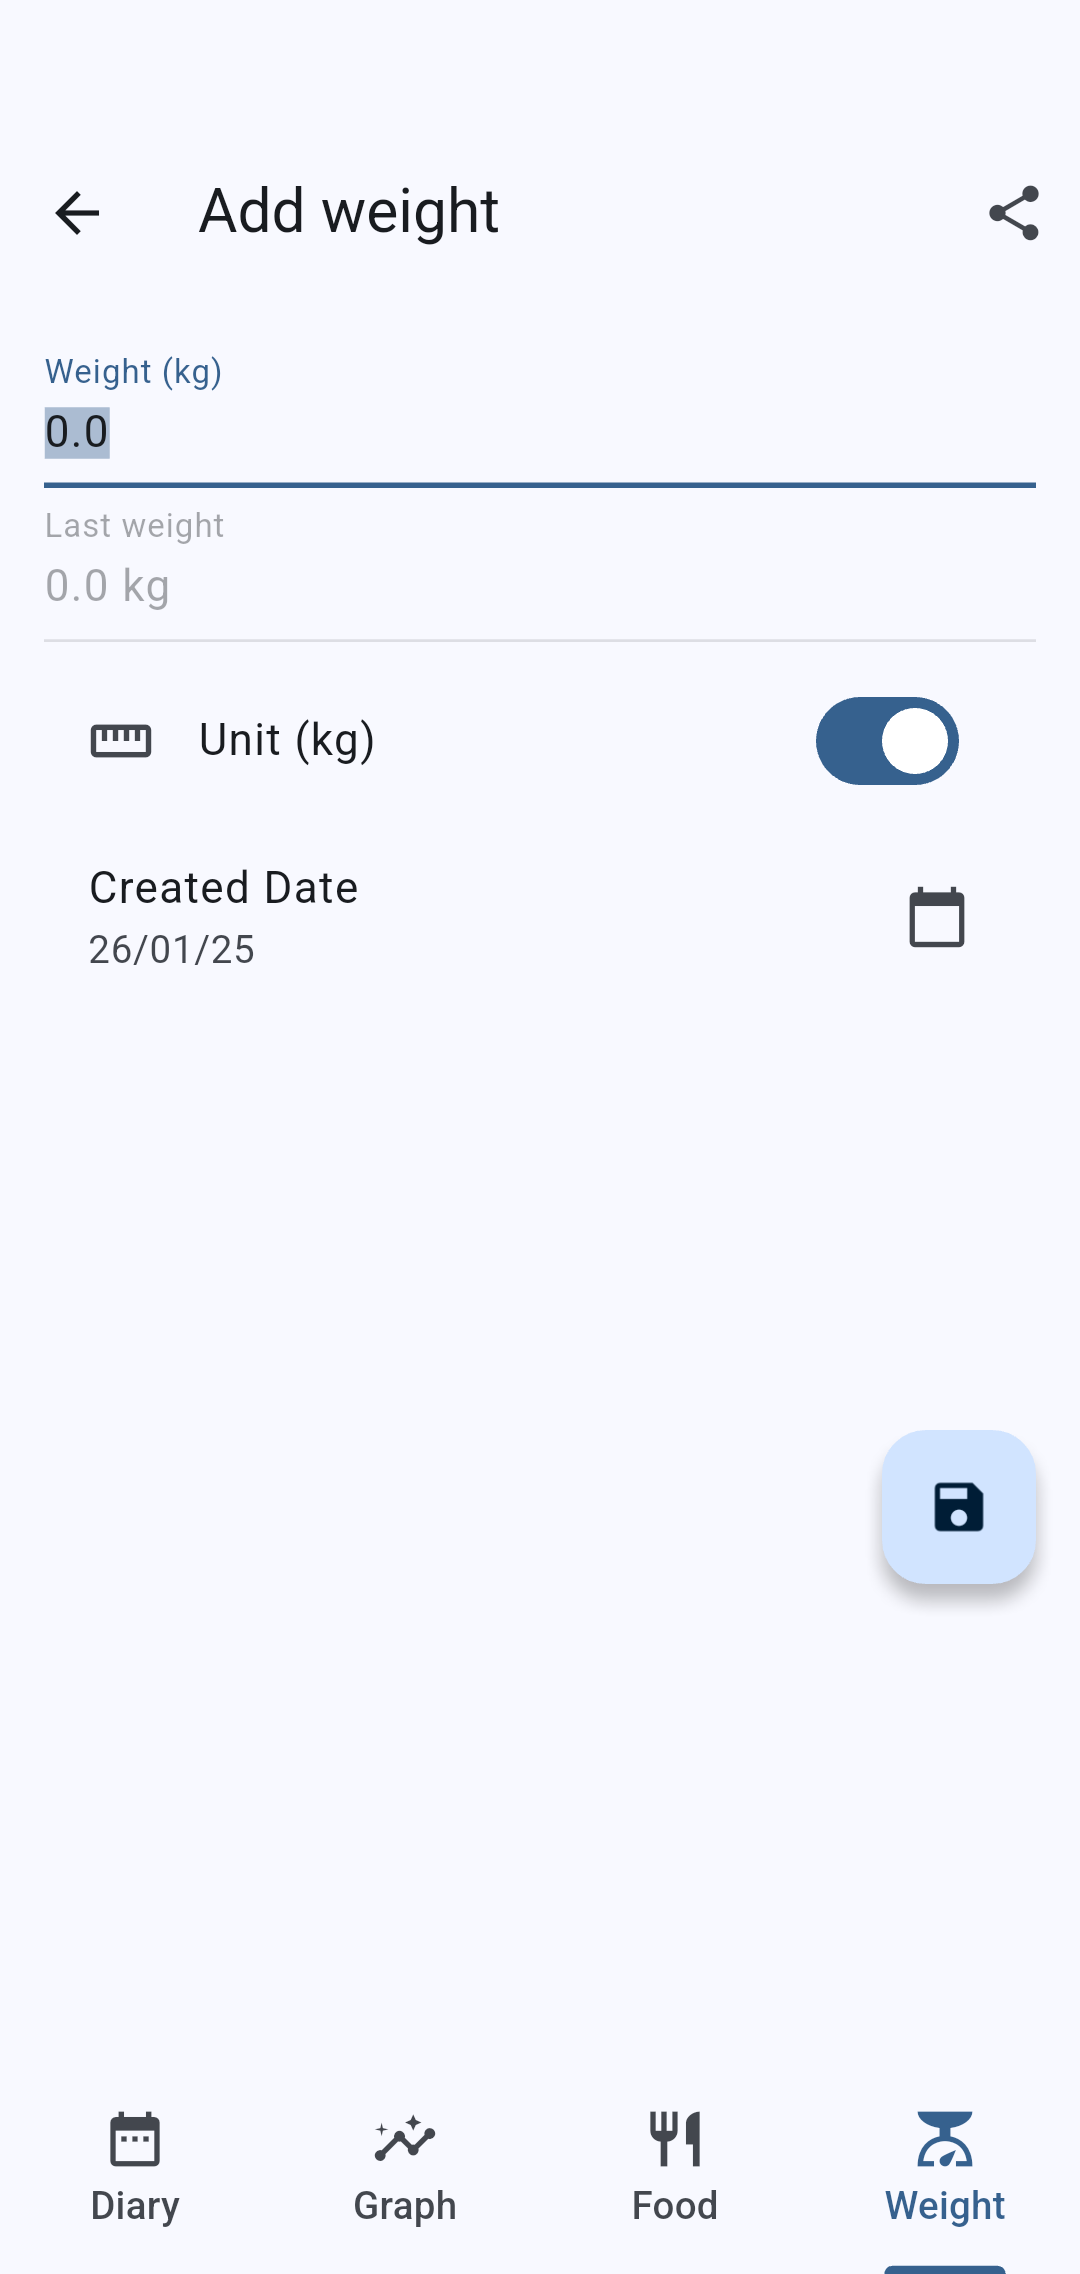 Add weight
Weight (kg)
0.0
Last weight
0.0 kg
Unit (kg)
Created Date
26/01/25
Diary
Graph
Food
Weight